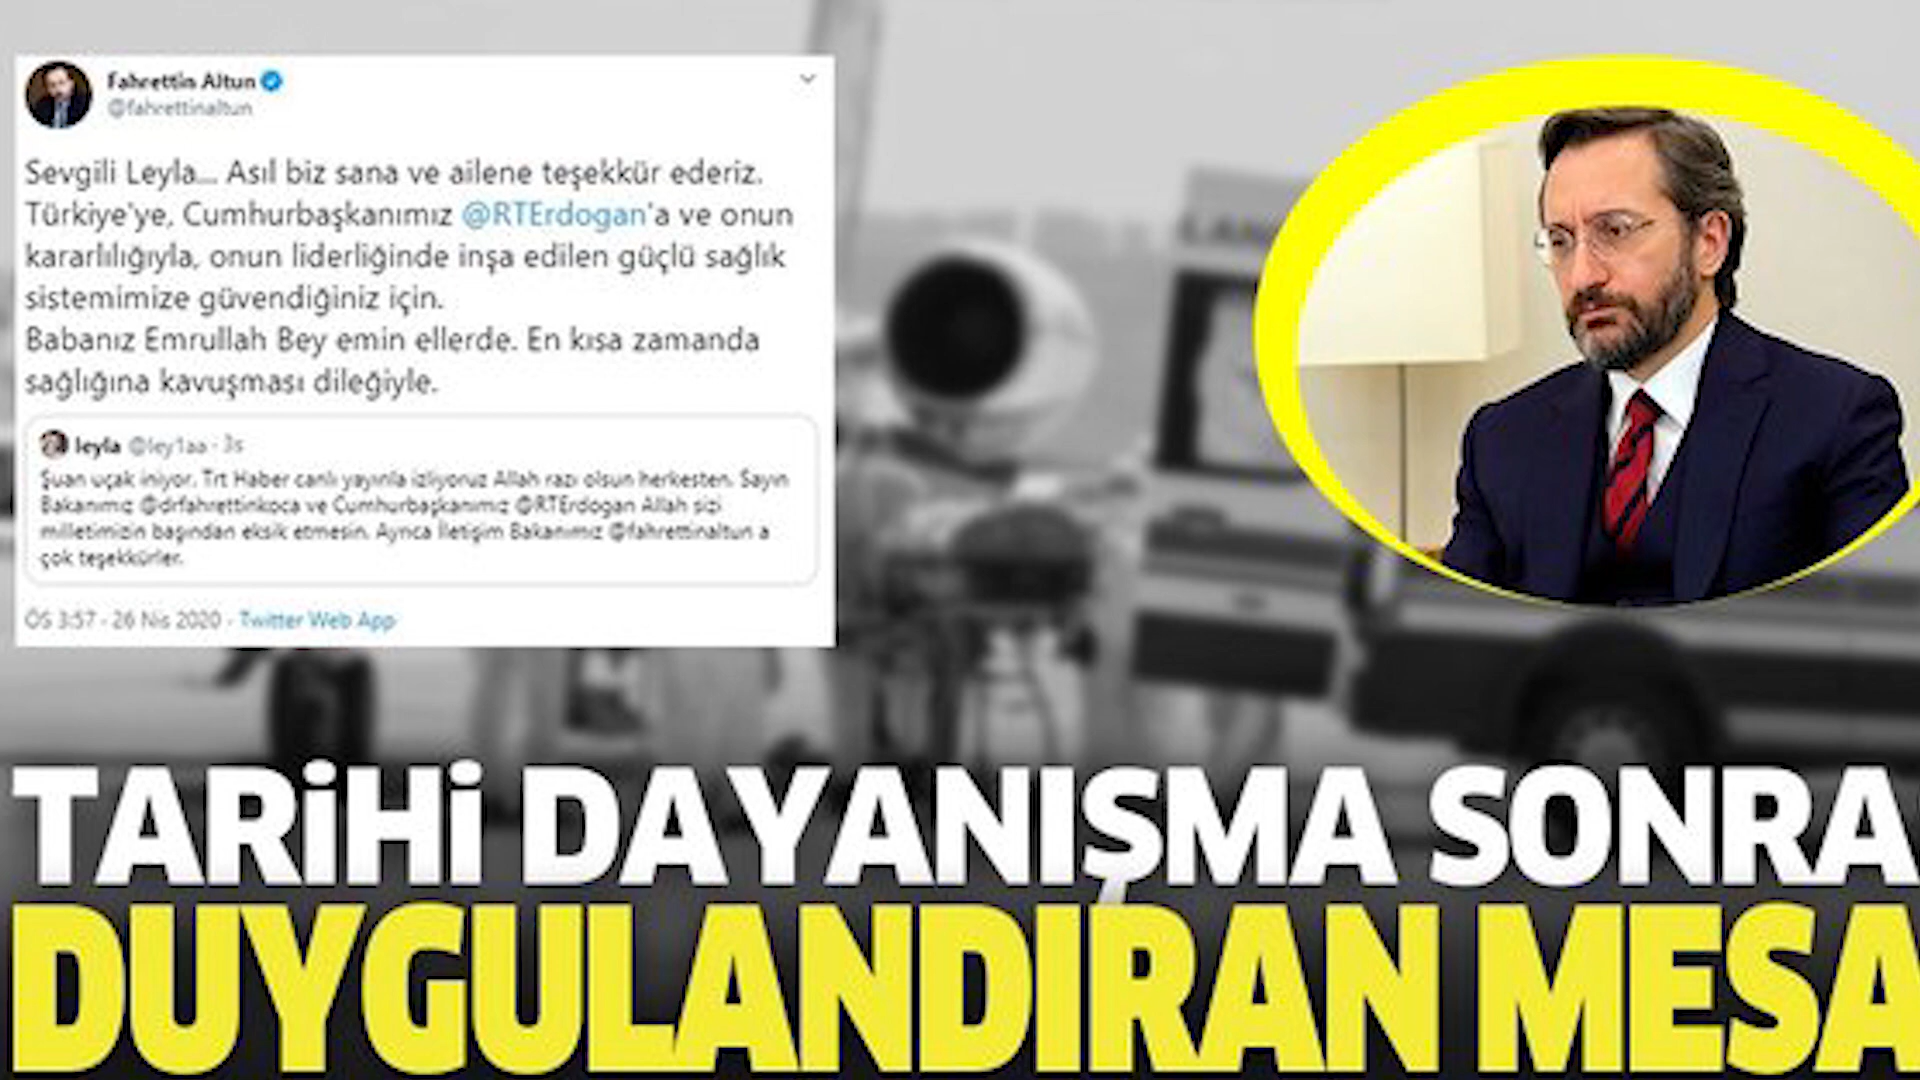 Fahrettin Altun
@fahrettinaltun
Sevgili Leyla... Asıl biz sana ve ailene teşekkür ederiz.
Türkiye'ye, Cumhurbaşkanımız @RTErdogan'a ve onun
kararlılığıyla, onun liderliğinde inşa edilen güçlü sağlık
sistemimize güvendiğiniz için.
Babanız Emrullah Bey emin ellerde. En kısa zamanda
sağlığına kavuşması dileğiyle.
leyla @ley1aa · 3s
Şuan uçak iniyor. Trt Haber canlı yayınla izliyoruz Allah razı olsun herkesten. Sayın
Bakanımız @drfahrettinkoca ve Cumhurbaşkanımız @RTErdogan Allah sizi
milletimizin başından eksik etmesin. Ayrıca İletişim Bakanımız @fahrettinaltun a
çok teşekkürler.
ÖS 3:57 - 26 Nis 2020 - Twitter Web App
TARİHİ DAYANIŞMA SONRA
DUYGULANDIRAN MESA